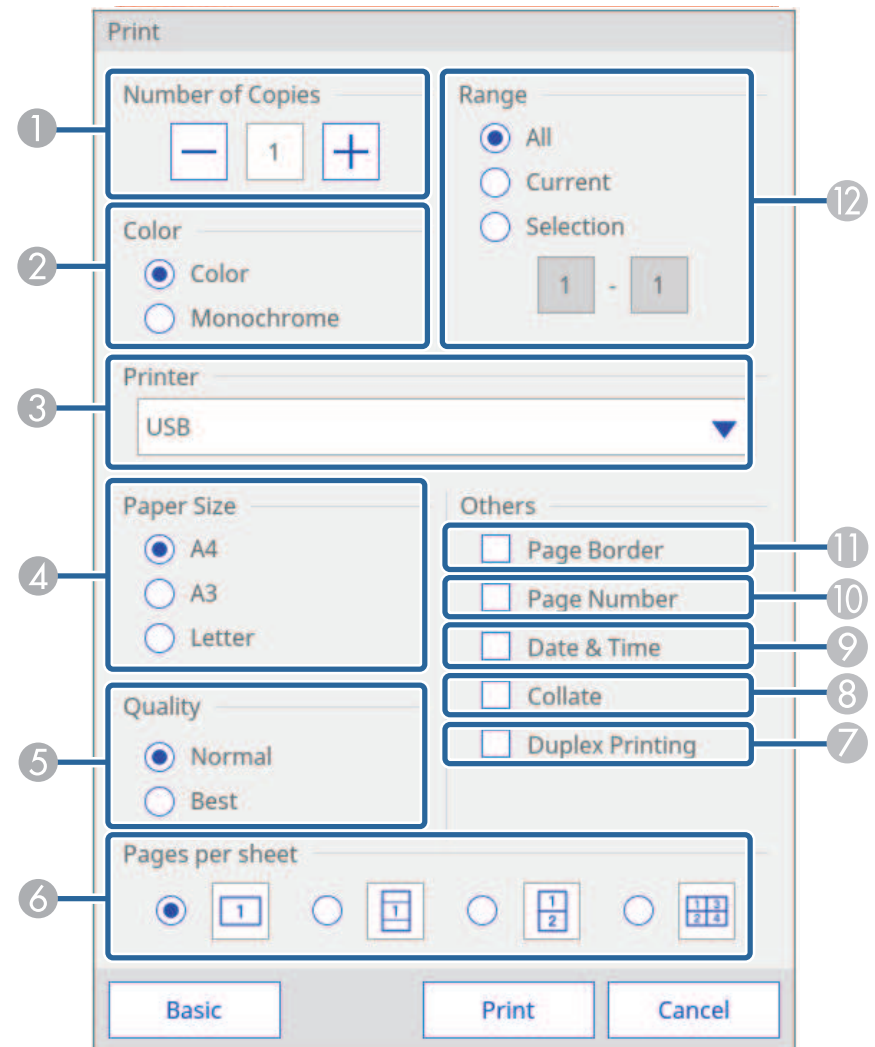 Print
Number of Copies
1
1
Color
2
Color
Monochrome
Range
All
Current
Selection
1 - 1
12
Printer
3
USB
Paper Size
4
A4
A3
Letter
Others
Page Border
11
Page Number
10
Date & Time
9
Collate
8
Duplex Printing
7
Quality
5
Normal
Best
Pages per sheet
6
1
1
1
2
1 3
2 4
Basic
Print
Cancel